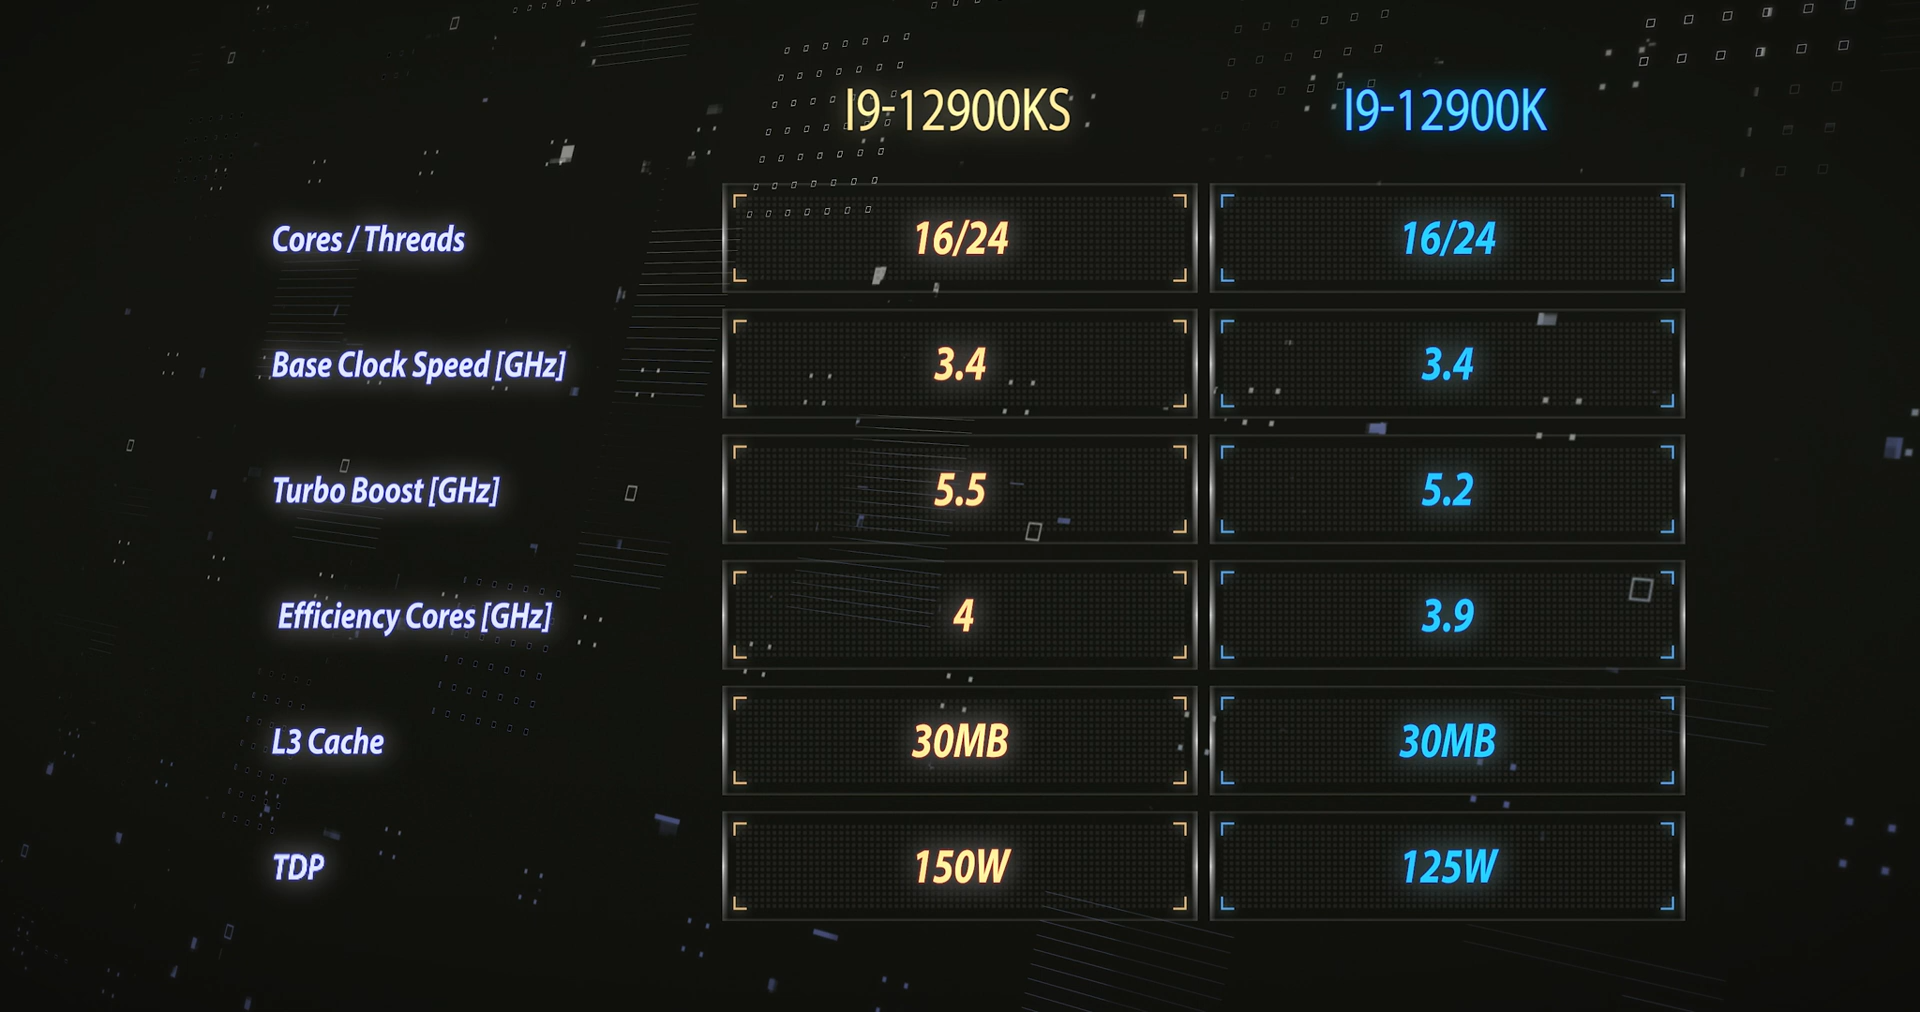 I9-12900KS I9-12900K
Cores / Threads 16/24 16/24
Base Clock Speed [GHz] 3.4 3.4
Turbo Boost [GHz] 5.5 5.2
Efficiency Cores [GHz] 4 3.9
L3 Cache 30MB 30MB
TDP 150W 125W